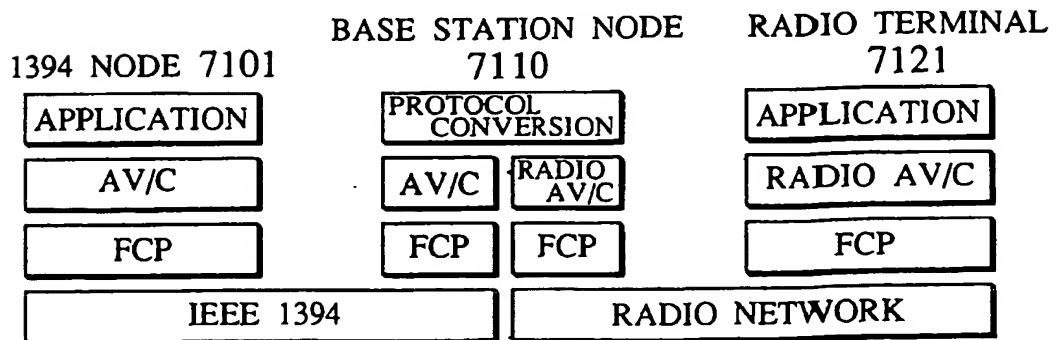 BASE STATION NODE
7110
RADIO TERMINAL
7121
1394 NODE 7101
APPLICATION
PROTOCOL
CONVERSION
APPLICATION
AV/C
AV/C
RADIO
AV/C
RADIO AV/C
FCP
FCP
FCP
FCP
IEEE 1394
RADIO NETWORK